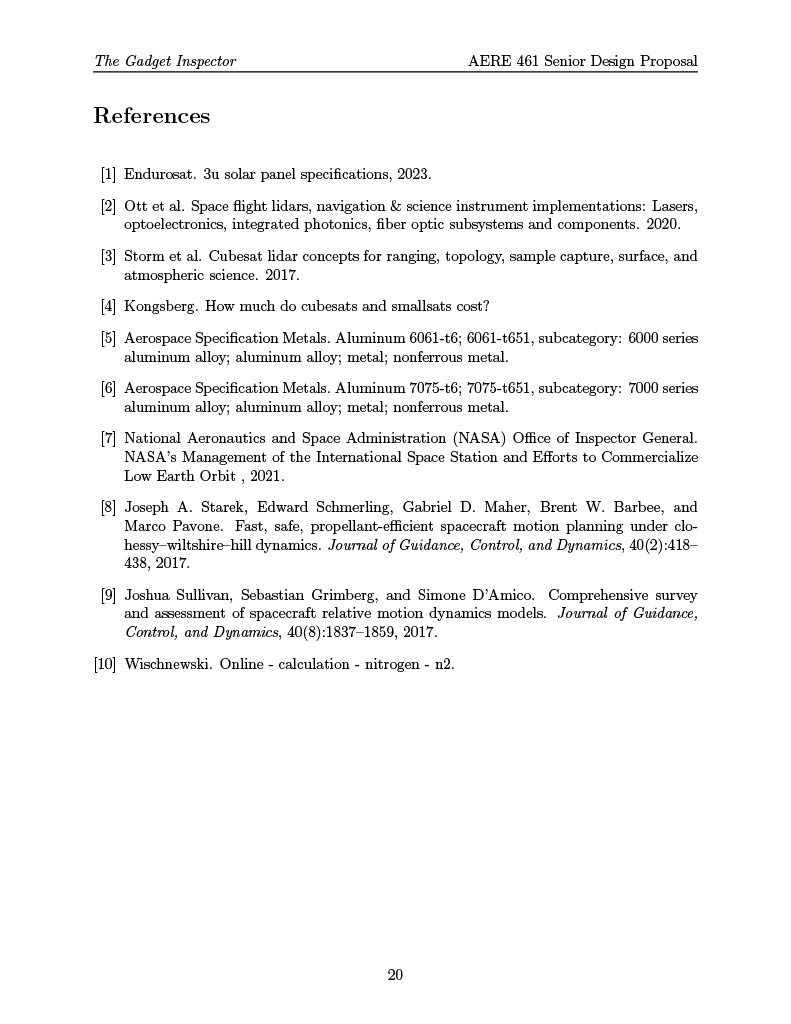 The Gadget Inspector AERE 461 Senior Design Proposal
References
[1] Endurosat. 3u solar panel specifications, 2023.
[2] Ott et al. Space flight lidars, navigation & science instrument implementations: Lasers,
optoelectronics, integrated photonics, fiber optic subsystems and components. 2020.
[3] Storm et al. Cubesat lidar concepts for ranging, topology, sample capture, surface, and
atmospheric science. 2017.
[4] Kongsberg. How much do cubesats and smallsats cost?
[5] Aerospace Specification Metals. Aluminum 6061-t6; 6061-t651, subcategory: 6000 series
aluminum alloy; aluminum alloy; metal; nonferrous metal.
[6] Aerospace Specification Metals. Aluminum 7075-t6; 7075-t651, subcategory: 7000 series
aluminum alloy; aluminum alloy; metal; nonferrous metal.
[7] National Aeronautics and Space Administration (NASA) Office of Inspector General.
NASA's Management of the International Space Station and Efforts to Commercialize
Low Earth Orbit , 2021.
[8] Joseph A. Starek, Edward Schmerling, Gabriel D. Maher, Brent W. Barbee, and
Marco Pavone. Fast, safe, propellant-efficient spacecraft motion planning under clo-
hessy–wiltshire–hill dynamics. Journal of Guidance, Control, and Dynamics, 40(2):418–
438, 2017.
[9] Joshua Sullivan, Sebastian Grimberg, and Simone D'Amico. Comprehensive survey
and assessment of spacecraft relative motion dynamics models. Journal of Guidance,
Control, and Dynamics, 40(8):1837–1859, 2017.
[10] Wischnewski. Online - calculation - nitrogen - n2.
20